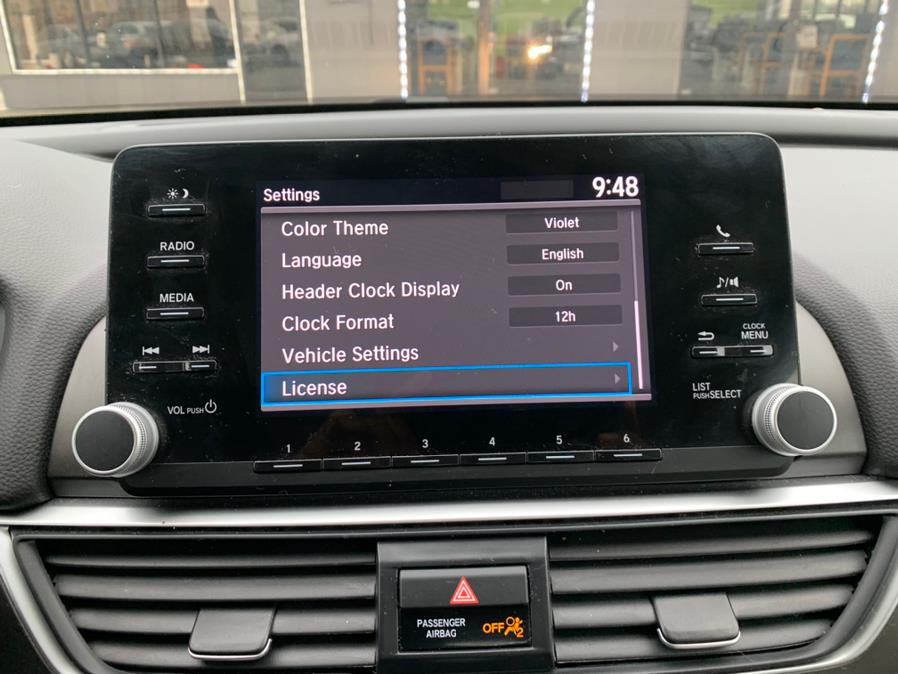 Settings 9:48
Color Theme Violet
Language English
Header Clock Display On
Clock Format 12h
Vehicle Settings
License
RADIO
MEDIA
VOL PUSH
CLOCK
MENU
LIST
PUSH SELECT
1 2 3 4 5 6
PASSENGER
AIRBAG
OFF 2